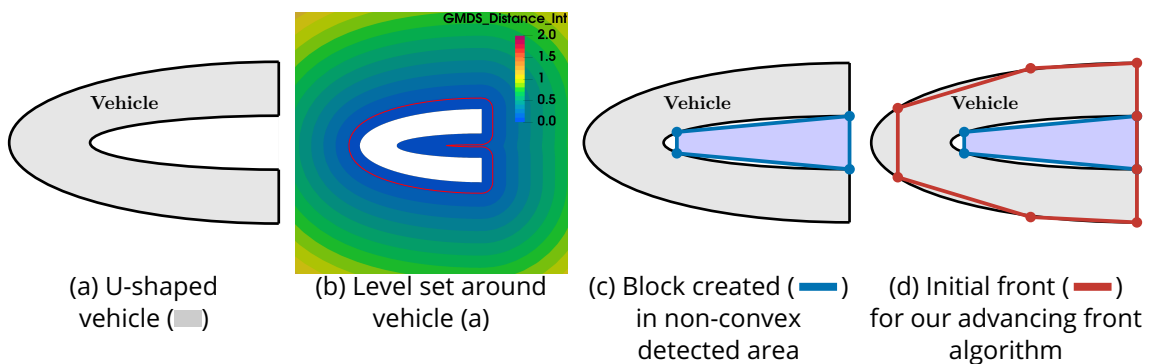 GMDS_Distance_Int
2.0
1.5
1
0.5
0.0
Vehicle
Vehicle
Vehicle
(a) U-shaped
vehicle ( )
(b) Level set around
vehicle (a)
(c) Block created ( )
in non-convex
detected area
(d) Initial front ( )
for our advancing front
algorithm